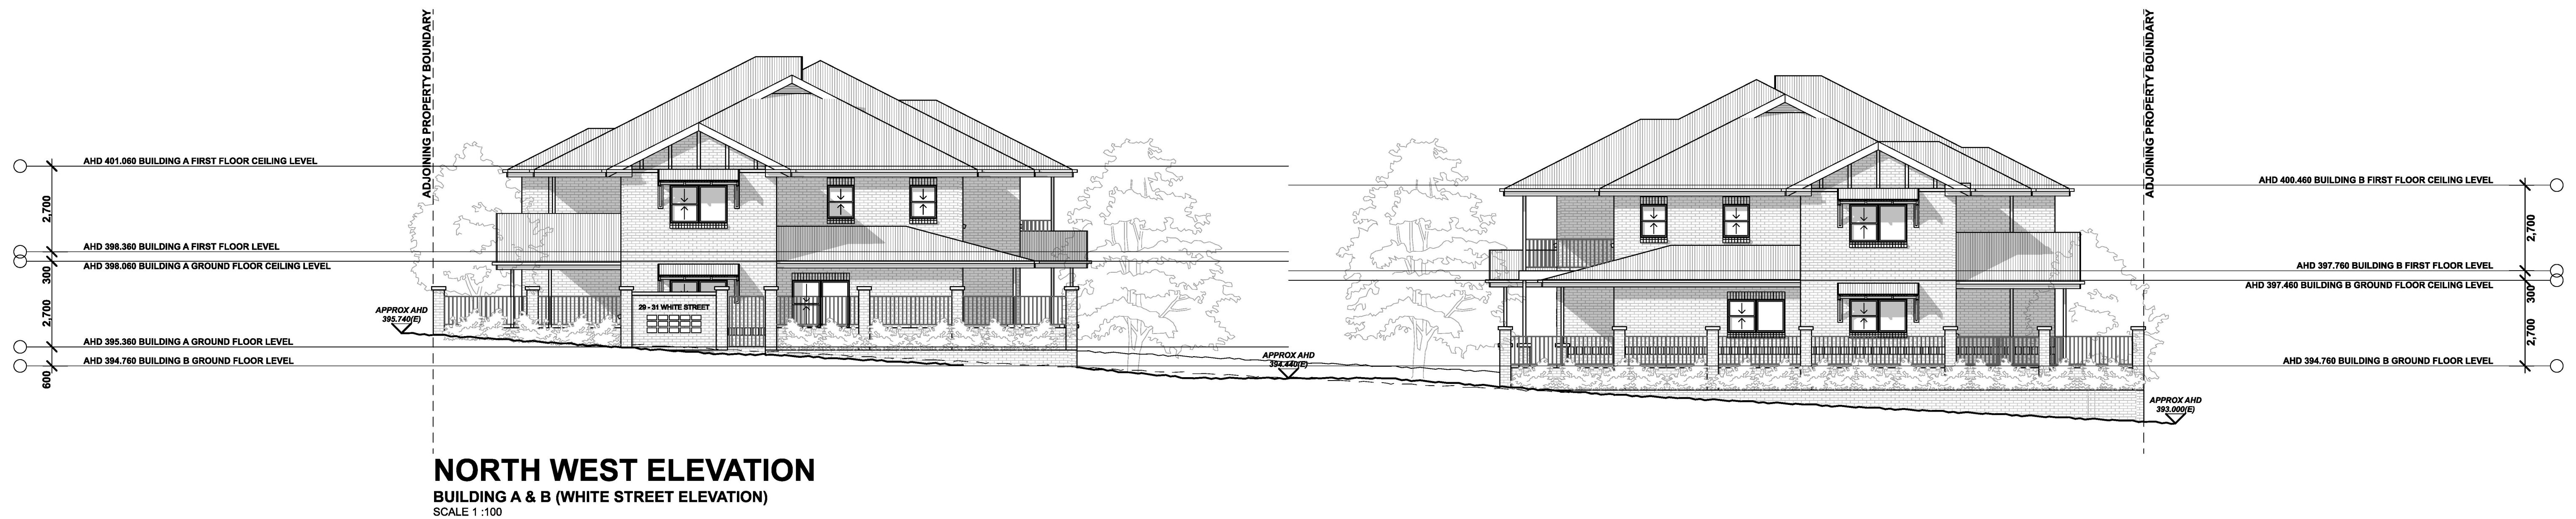 ADJOINING PROPERTY BOUNDARY
ADJOINING PROPERTY BOUNDARY
AHD 401.060 BUILDING A FIRST FLOOR CEILING LEVEL
2,700
AHD 398.360 BUILDING A FIRST FLOOR LEVEL
300
AHD 398.060 BUILDING A GROUND FLOOR CEILING LEVEL
2,700
APPROX AHD
395.740(E)
AHD 395.360 BUILDING A GROUND FLOOR LEVEL
AHD 394.760 BUILDING B GROUND FLOOR LEVEL
600
29 - 31 WHITE STREET
APPROX AHD
394.440(E)
AHD 400.460 BUILDING B FIRST FLOOR CEILING LEVEL
2,700
AHD 397.760 BUILDING B FIRST FLOOR LEVEL
300
AHD 397.460 BUILDING B GROUND FLOOR CEILING LEVEL
2,700
AHD 394.760 BUILDING B GROUND FLOOR LEVEL
APPROX AHD
393.000(E)
NORTH WEST ELEVATION
BUILDING A & B (WHITE STREET ELEVATION)
SCALE 1 :100